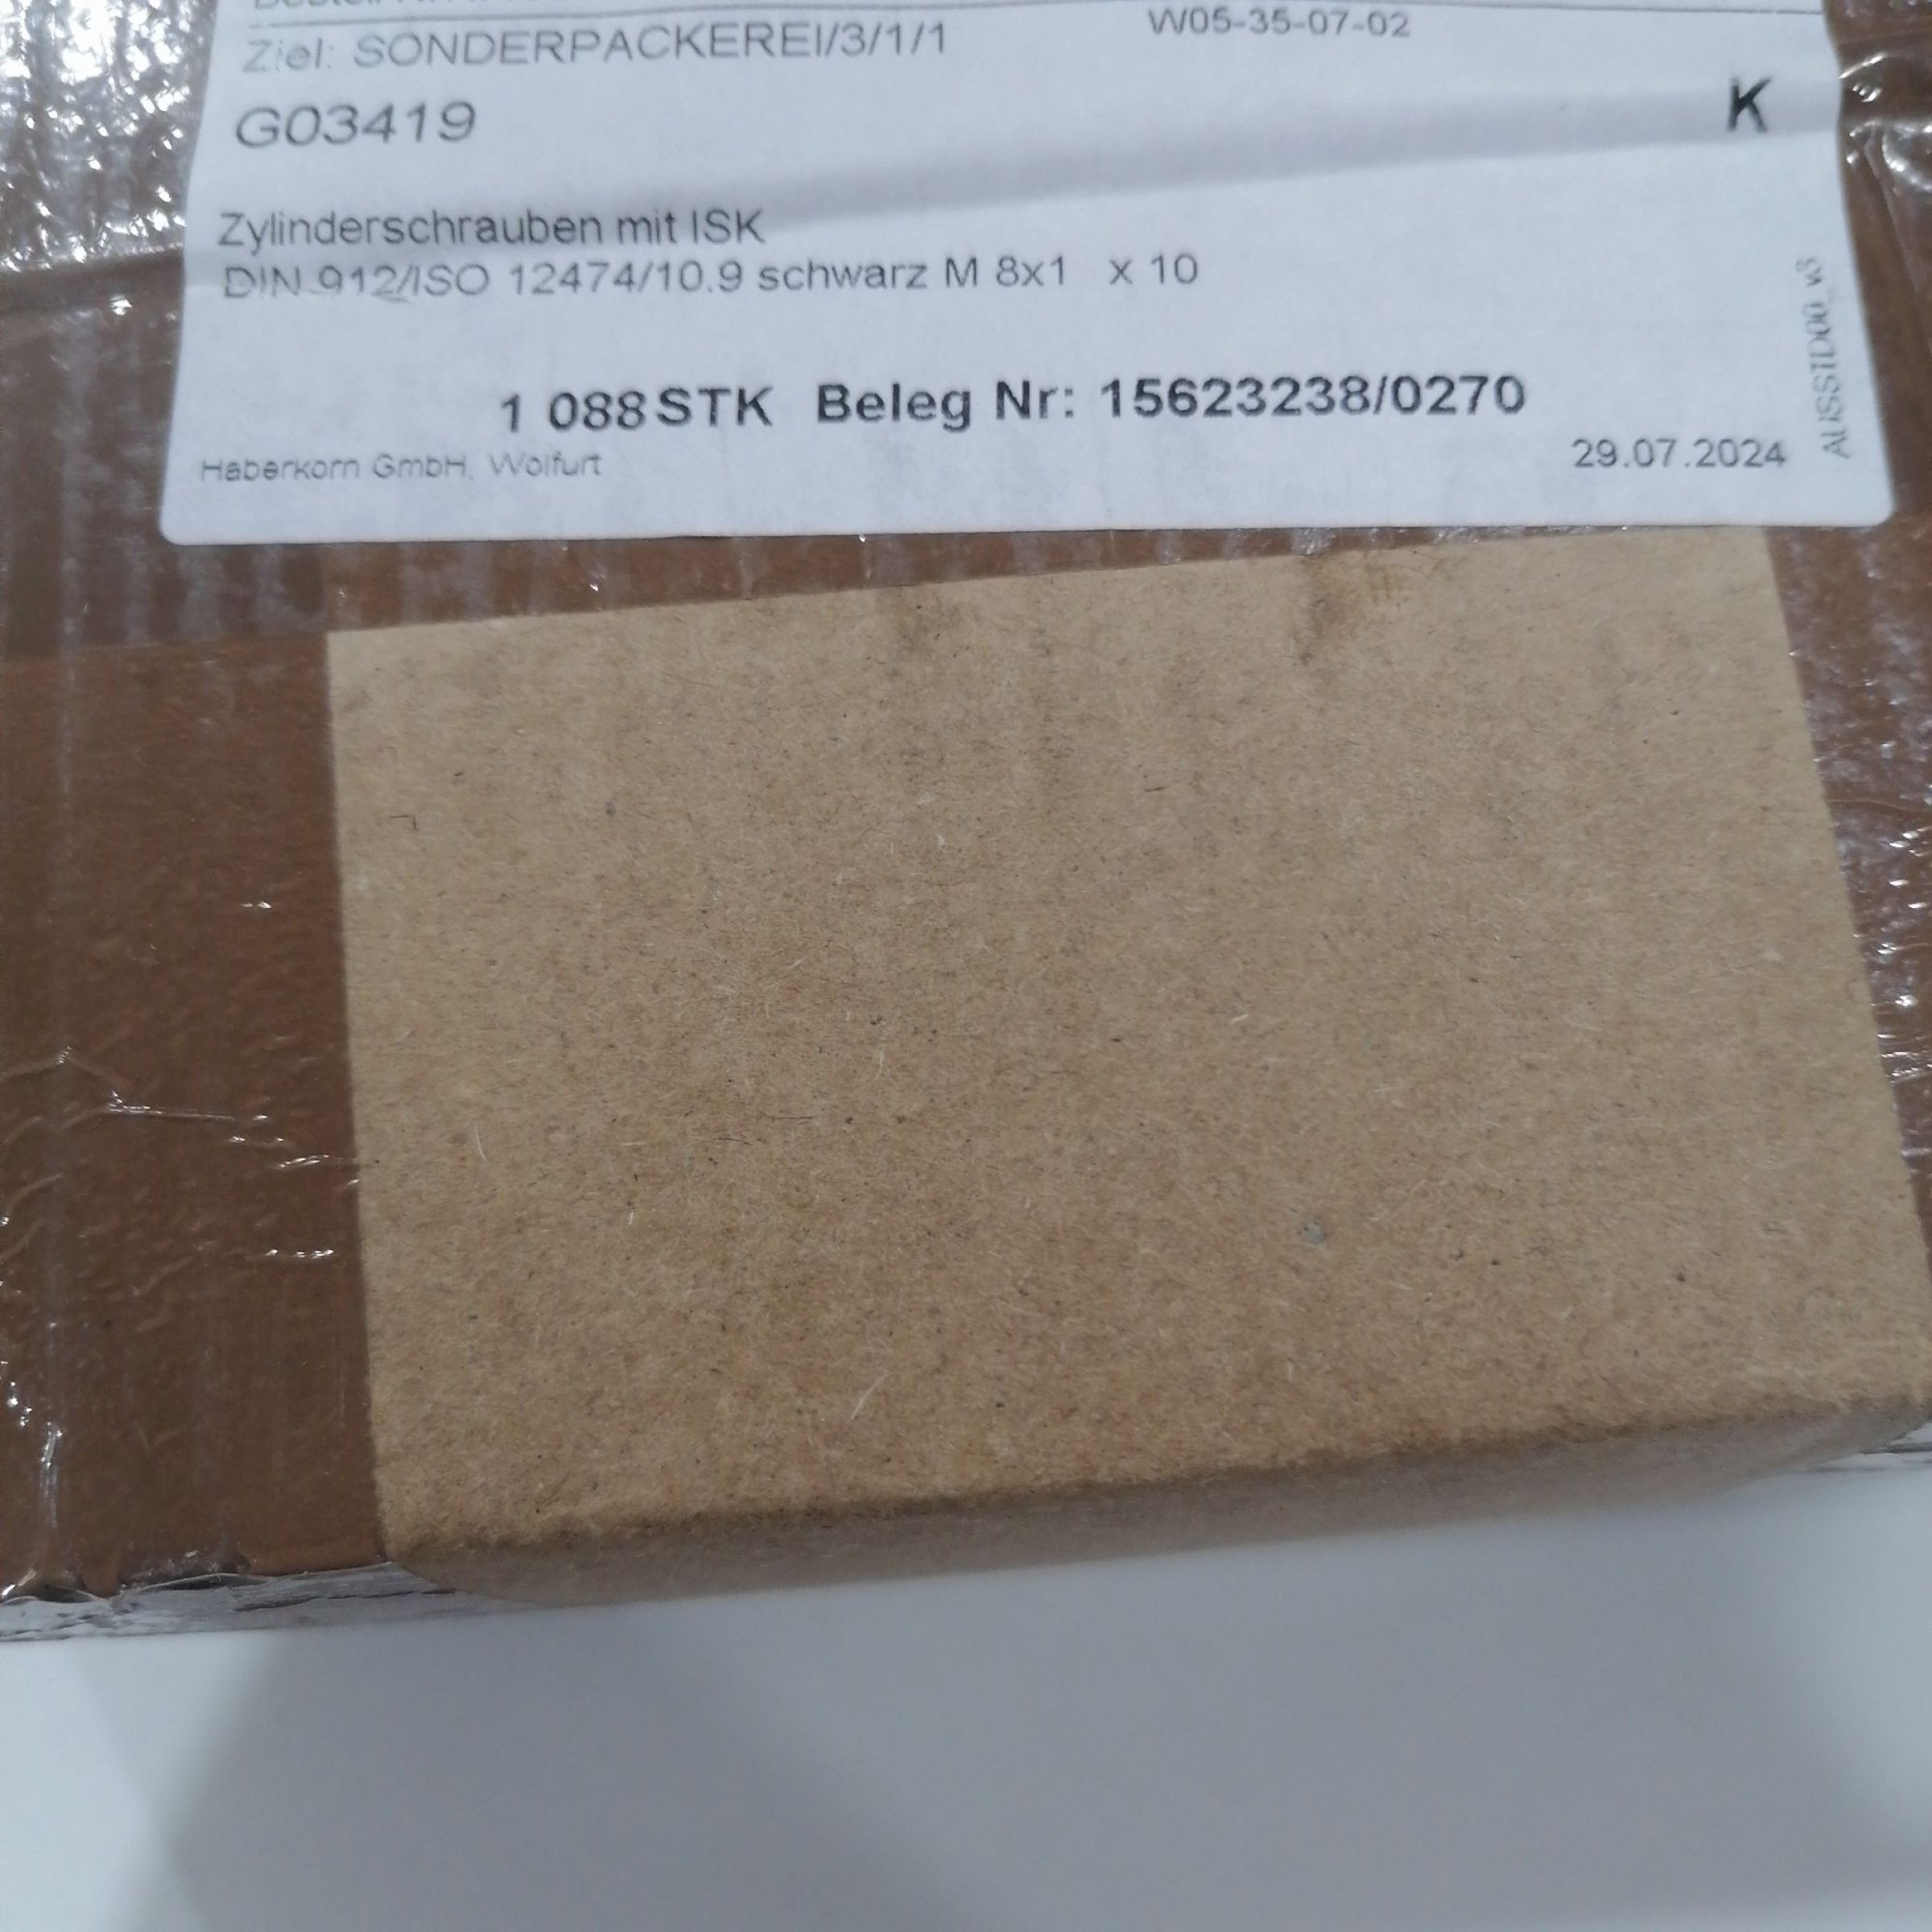 Ziel: SONDERPACKEREI/3/1/1 W05-35-07-02
G03419 K
Zylinderschrauben mit ISK
DIN 912/ISO 12474/10.9 schwarz M 8x1 x 10
1 088 STK Beleg Nr: 15623238/0270
Haberkorn GmbH, Wolfurt 29.07.2024
AUSSTD00_v3